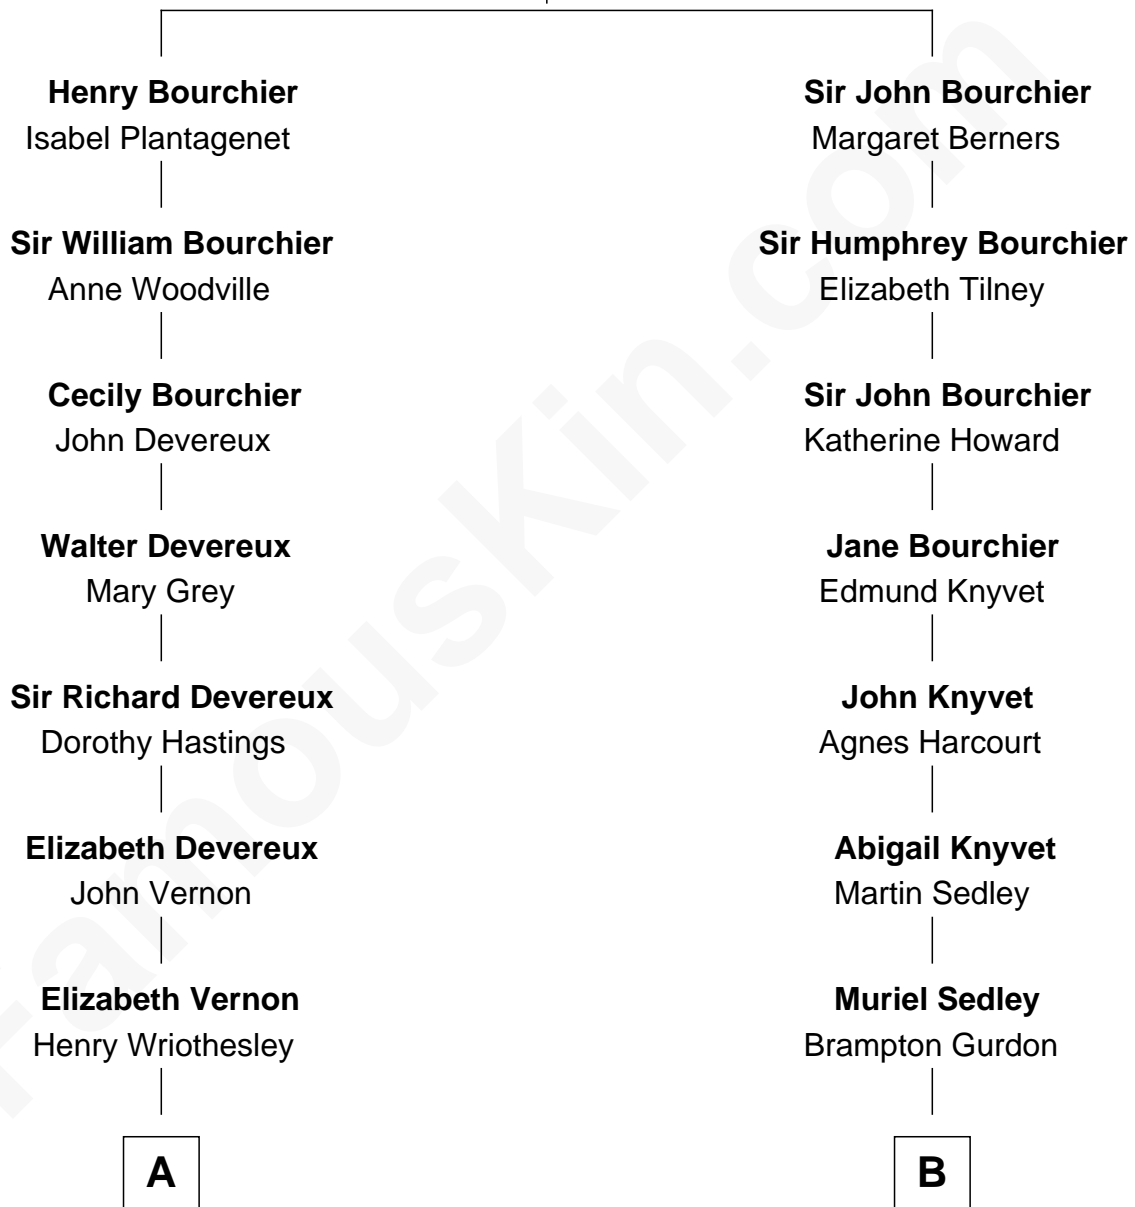 Henry Bourchier
Isabel Plantagenet
Sir William Bourchier
Anne Woodville
Cecily Bourchier
John Devereux
Walter Devereux
Mary Grey
Sir Richard Devereux
Dorothy Hastings
Elizabeth Devereux
John Vernon
Elizabeth Vernon
Henry Wriothesley
A
Sir John Bourchier
Margaret Berners
Sir Humphrey Bourchier
Elizabeth Tilney
Sir John Bourchier
Katherine Howard
Jane Bourchier
Edmund Knyvet
John Knyvet
Agnes Harcourt
Abigail Knyvet
Martin Sedley
Muriel Sedley
Brampton Gurdon
B
FamousKin.com